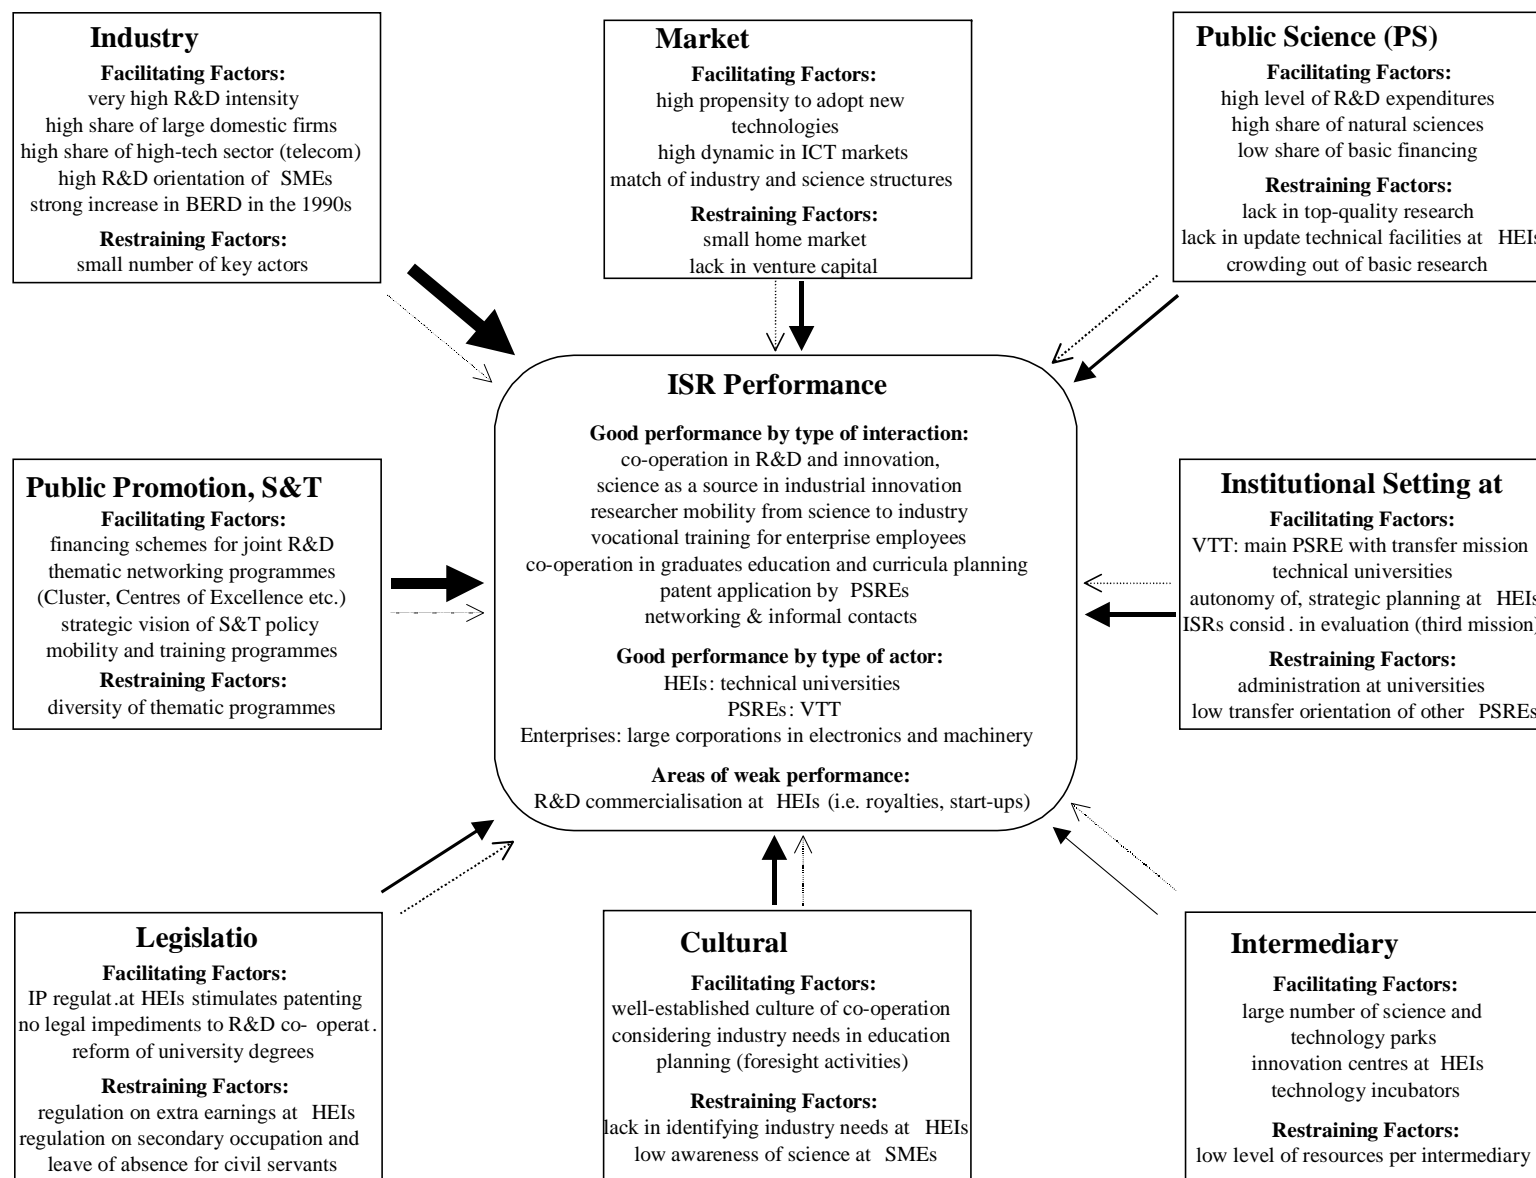 Industry
Facilitating Factors:
very high R&D intensity
high share of large domestic firms
high share of high-tech sector (telecom)
high R&D orientation of SMEs
strong increase in BERD in the 1990s
Restraining Factors:
small number of key actors
Market
Facilitating Factors:
high propensity to adopt new
technologies
high dynamic in ICT markets
match of industry and science structures
Restraining Factors:
small home market
lack in venture capital
Public Science (PS)
Facilitating Factors:
high level of R&D expenditures
high share of natural sciences
low share of basic financing
Restraining Factors:
lack in top-quality research
lack in update technical facilities at HEIs
crowding out of basic research
ISR Performance
Good performance by type of interaction:
co-operation in R&D and innovation,
science as a source in industrial innovation
researcher mobility from science to industry
vocational training for enterprise employees
co-operation in graduates education and curricula planning
patent application by PSREs
networking & informal contacts
Good performance by type of actor:
HEIs: technical universities
PSREs: VTT
Enterprises: large corporations in electronics and machinery
Areas of weak performance:
R&D commercialisation at HEIs (i.e. royalties, start-ups)
Public Promotion, S&T
Facilitating Factors:
financing schemes for joint R&D
thematic networking programmes
(Cluster, Centres of Excellence etc.)
strategic vision of S&T policy
mobility and training programmes
Restraining Factors:
diversity of thematic programmes
Institutional Setting at
Facilitating Factors:
VTT: main PSRE with transfer mission
technical universities
autonomy of, strategic planning at HEIs
ISRs consid. in evaluation (third mission)
Restraining Factors:
administration at universities
low transfer orientation of other PSREs
Legislatio
Facilitating Factors:
IP regulat.at HEIs stimulates patenting
no legal impediments to R&D co- operat.
reform of university degrees
Restraining Factors:
regulation on extra earnings at HEIs
regulation on secondary occupation and
leave of absence for civil servants
Cultural
Facilitating Factors:
well-established culture of co-operation
considering industry needs in education
planning (foresight activities)
Restraining Factors:
lack in identifying industry needs at HEIs
low awareness of science at SMEs
Intermediary
Facilitating Factors:
large number of science and
technology parks
innovation centres at HEIs
technology incubators
Restraining Factors:
low level of resources per intermediary